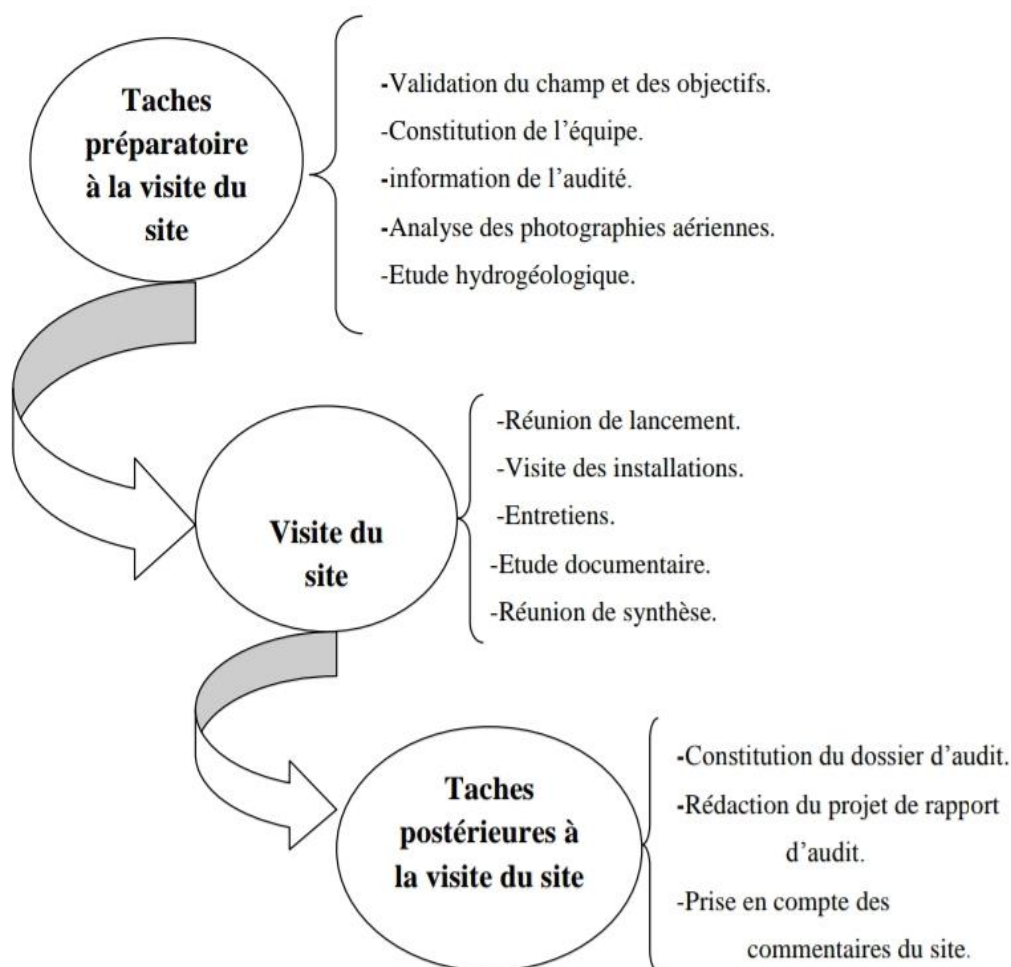 Taches
préparatoire
à la visite du
site
-Validation du champ et des objectifs.
-Constitution de l’équipe.
-information de l’audité.
-Analyse des photographies aériennes.
-Etude hydrogéologique.
Visite du
site
-Réunion de lancement.
-Visite des installations.
-Entretiens.
-Etude documentaire.
-Réunion de synthèse.
Taches
postérieures à
la visite du site
-Constitution du dossier d’audit.
-Rédaction du projet de rapport
d’audit.
-Prise en compte des
commentaires du site.